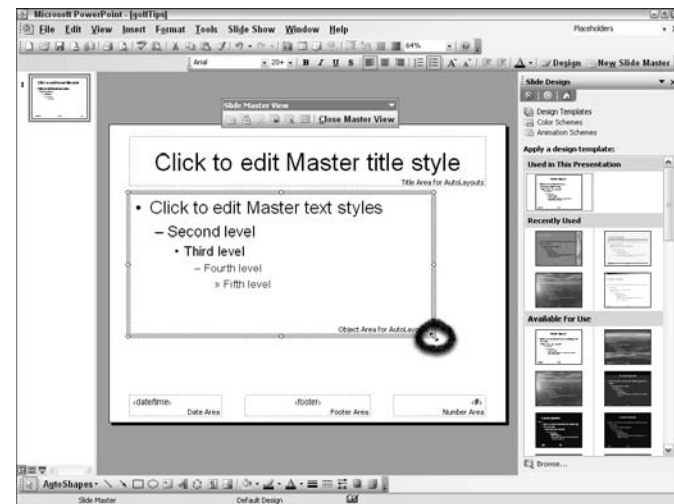 Microsoft PowerPoint - [golfTips]
File Edit View Insert Format Tools Slide Show Window Help
Placeholders
64%
Arial
20+
B I U S
Design
New Slide Master
1
Slide Master View
Close Master View
Click to edit Master title style
Title Area for AutoLayouts
• Click to edit Master text styles
– Second level
• Third level
– Fourth level
» Fifth level
Object Area for
<date/time>
Date Area
<footer>
Footer Area
<#>
Number Area
Slide Design
Design Templates
Color Schemes
Animation Schemes
Apply a design template:
Used in This Presentation
Recently Used
Available For Use
Browse...
AutoShapes
Slide Master
Default Design